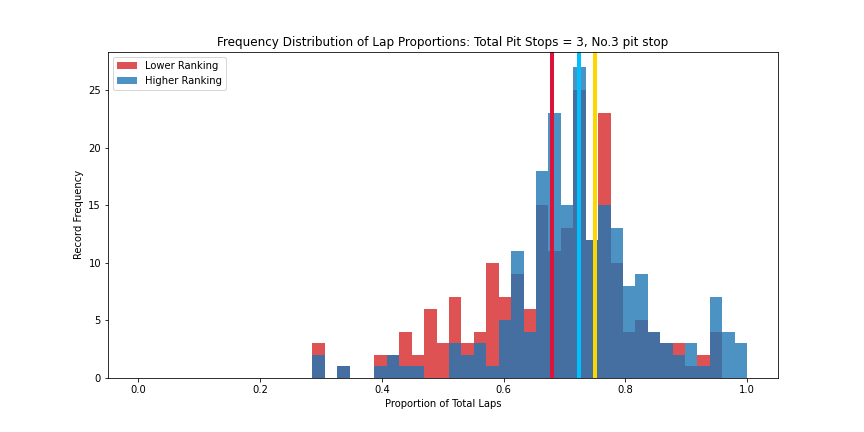 Frequency Distribution of Lap Proportions: Total Pit Stops = 3, No.3 pit stop
Lower Ranking
Higher Ranking
Record Frequency
25
20
15
10
5
0
0.0 0.2 0.4 0.6 0.8 1.0
Proportion of Total Laps